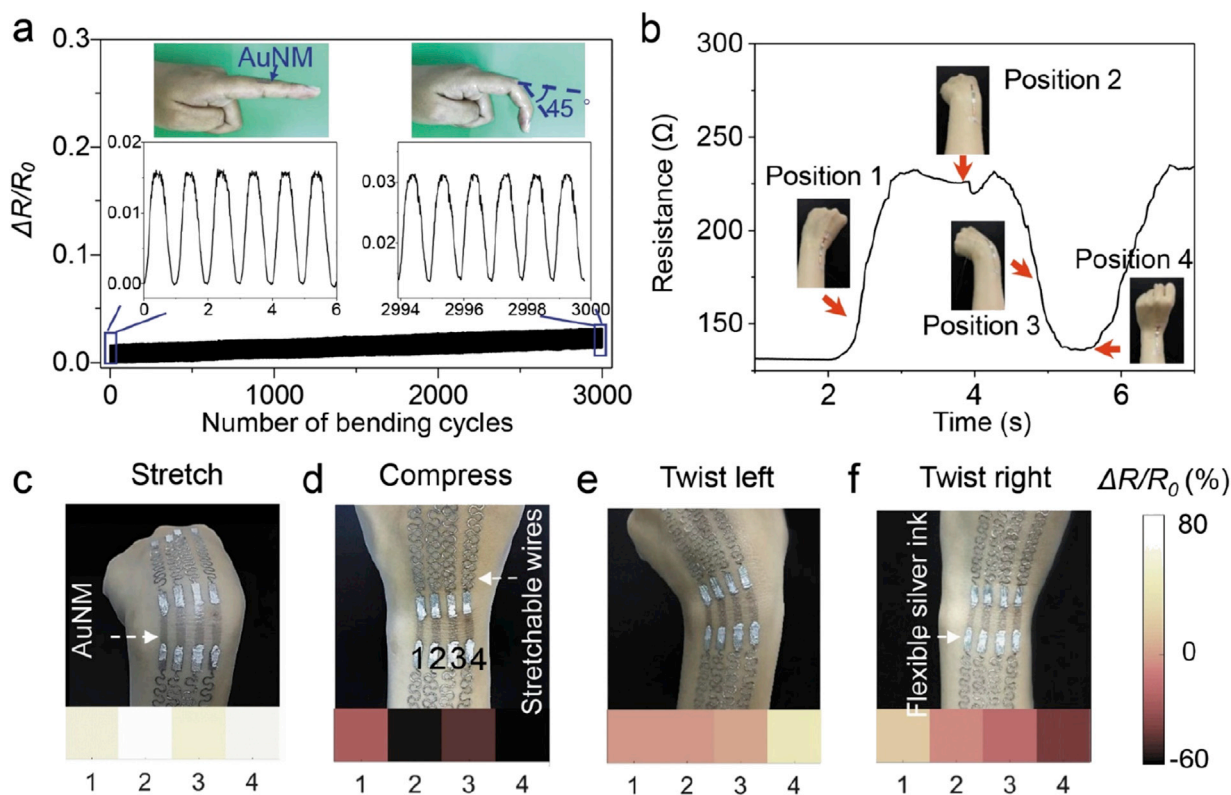 a
0.3
0.2
0.1
0.0
ΔR/R₀
AuNM
45°
0.02
0.01
0.00
0
2
4
6
0.03
0.02
2994
2996
2998
3000
0
1000
2000
3000
Number of bending cycles
b
300
250
200
150
Resistance (Ω)
Position 1
Position 2
Position 3
Position 4
2
4
6
Time (s)
c
Stretch
AuNM
1 2 3 4
d
Compress
Stretchable wires
1234
1 2 3 4
e
Twist left
1 2 3 4
f
Twist right
Flexible silver ink
1 2 3 4
ΔR/R₀ (%)
80
0
-60